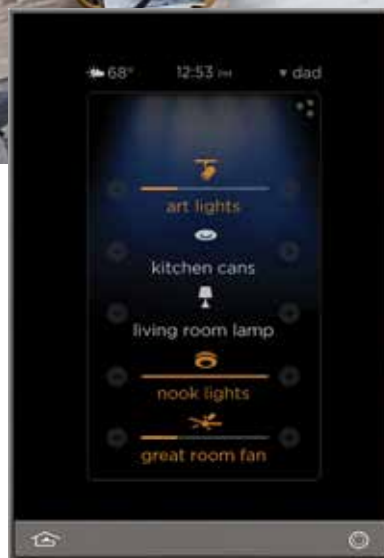 68° 12:53 PM ▾ dad
art lights
kitchen cans
living room lamp
nook lights
great room fan